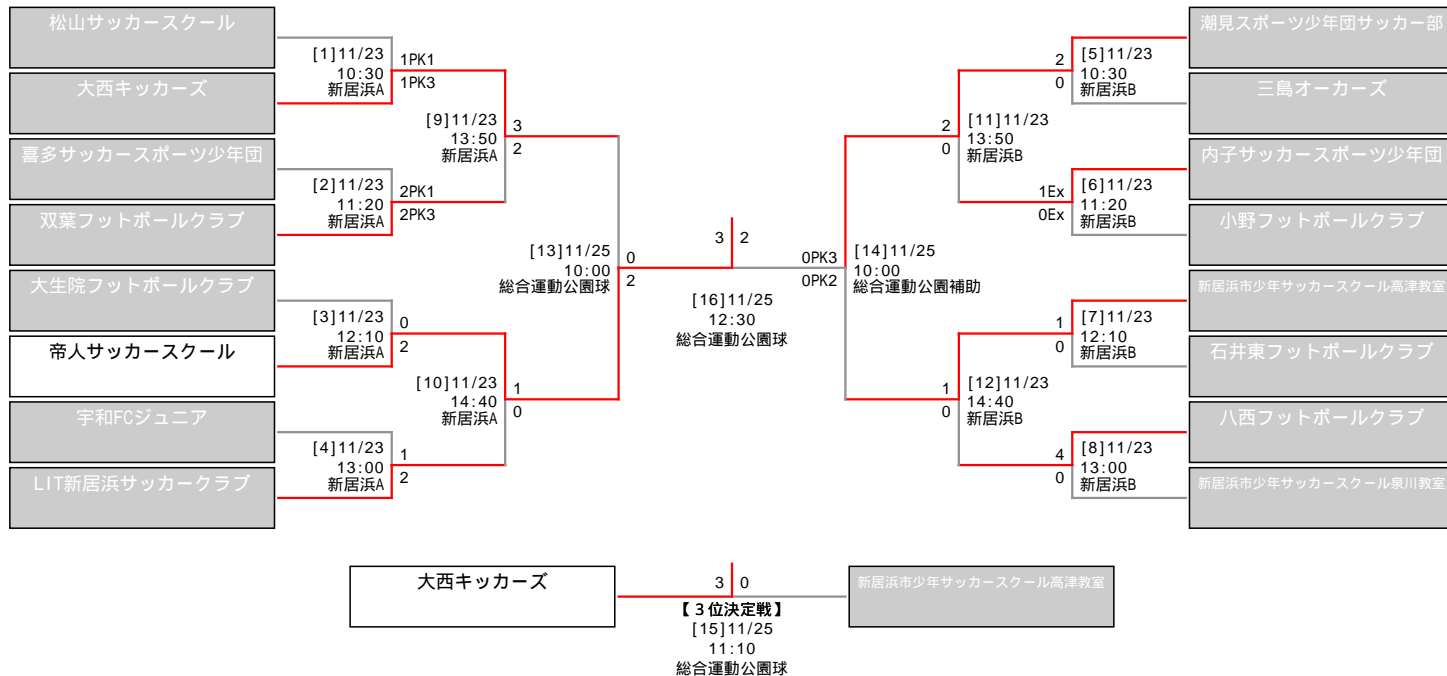 松山サッカースクール
[1]11/23
10:30
新居浜A
1PK1
1PK3
大西キッカーズ
[9]11/23
13:50
新居浜A
3
2
喜多サッカースポーツ少年団
[2]11/23
11:20
新居浜A
2PK1
2PK3
双葉フットボールクラブ
[13]11/25
10:00
総合運動公園球
0
2
大生院フットボールクラブ
[3]11/23
12:10
新居浜A
0
2
帝人サッカースクール
[10]11/23
14:40
新居浜A
1
0
宇和FCジュニア
[4]11/23
13:00
新居浜A
1
2
LIT新居浜サッカークラブ
3 2
[16]11/25
12:30
総合運動公園球
潮見スポーツ少年団サッカー部
2
0
[5]11/23
10:30
新居浜B
三島オーカーズ
2
0
[11]11/23
13:50
新居浜B
内子サッカースポーツ少年団
1Ex
0Ex
[6]11/23
11:20
新居浜B
小野フットボールクラブ
0PK3
0PK2
[14]11/25
10:00
総合運動公園補助
新居浜市少年サッカースクール高津教室
1
0
[7]11/23
12:10
新居浜B
石井東フットボールクラブ
1
0
[12]11/23
14:40
新居浜B
八西フットボールクラブ
4
0
[8]11/23
13:00
新居浜B
新居浜市少年サッカースクール泉川教室
大西キッカーズ
3 0
新居浜市少年サッカースクール高津教室
【３位決定戦】
[15]11/25
11:10
総合運動公園球